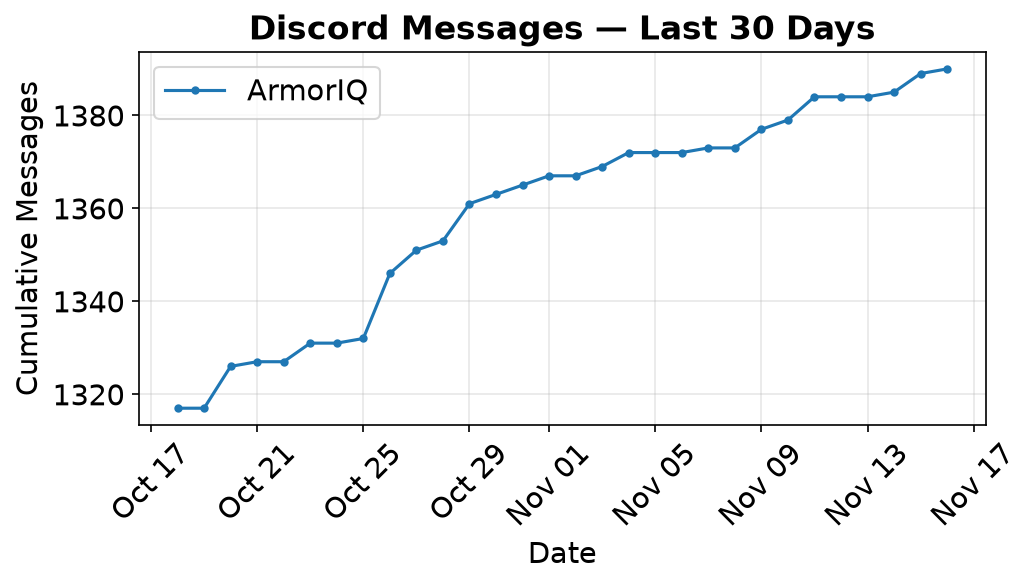 Discord Messages — Last 30 Days
ArmorIQ
Cumulative Messages
1380
1360
1340
1320
Oct 17
Oct 21
Oct 25
Oct 29
Nov 01
Nov 05
Nov 09
Nov 13
Nov 17
Date